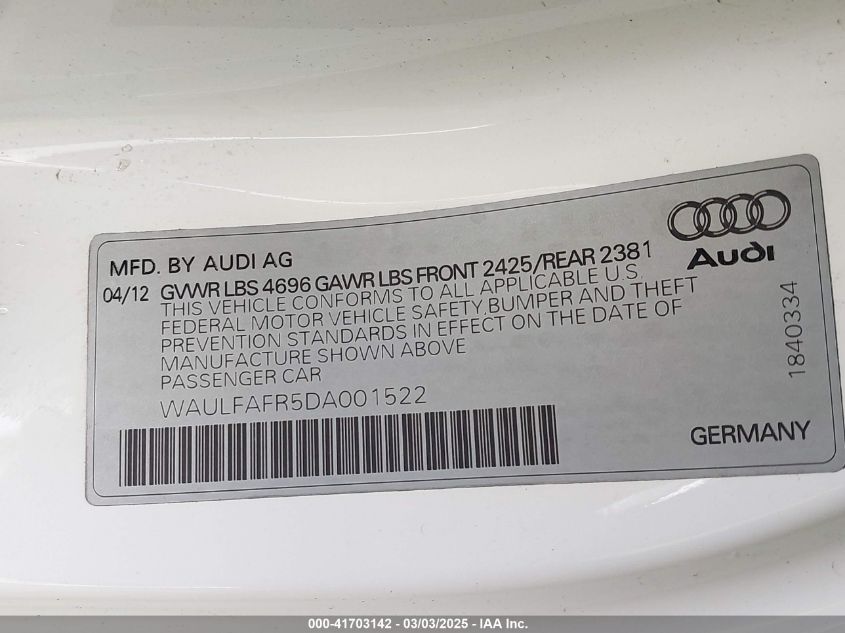 Audi
MFD. BY AUDI AG
04/12 GVWR LBS 4696 GAWR LBS FRONT 2425/REAR 2381
THIS VEHICLE CONFORMS TO ALL APPLICABLE U.S.
FEDERAL MOTOR VEHICLE SAFETY,BUMPER AND THEFT
PREVENTION STANDARDS IN EFFECT ON THE DATE OF
MANUFACTURE SHOWN ABOVE
PASSENGER CAR
WAULFAFR5DA001522
1840334
GERMANY
000-41703142 - 03/03/2025 - IAA Inc.